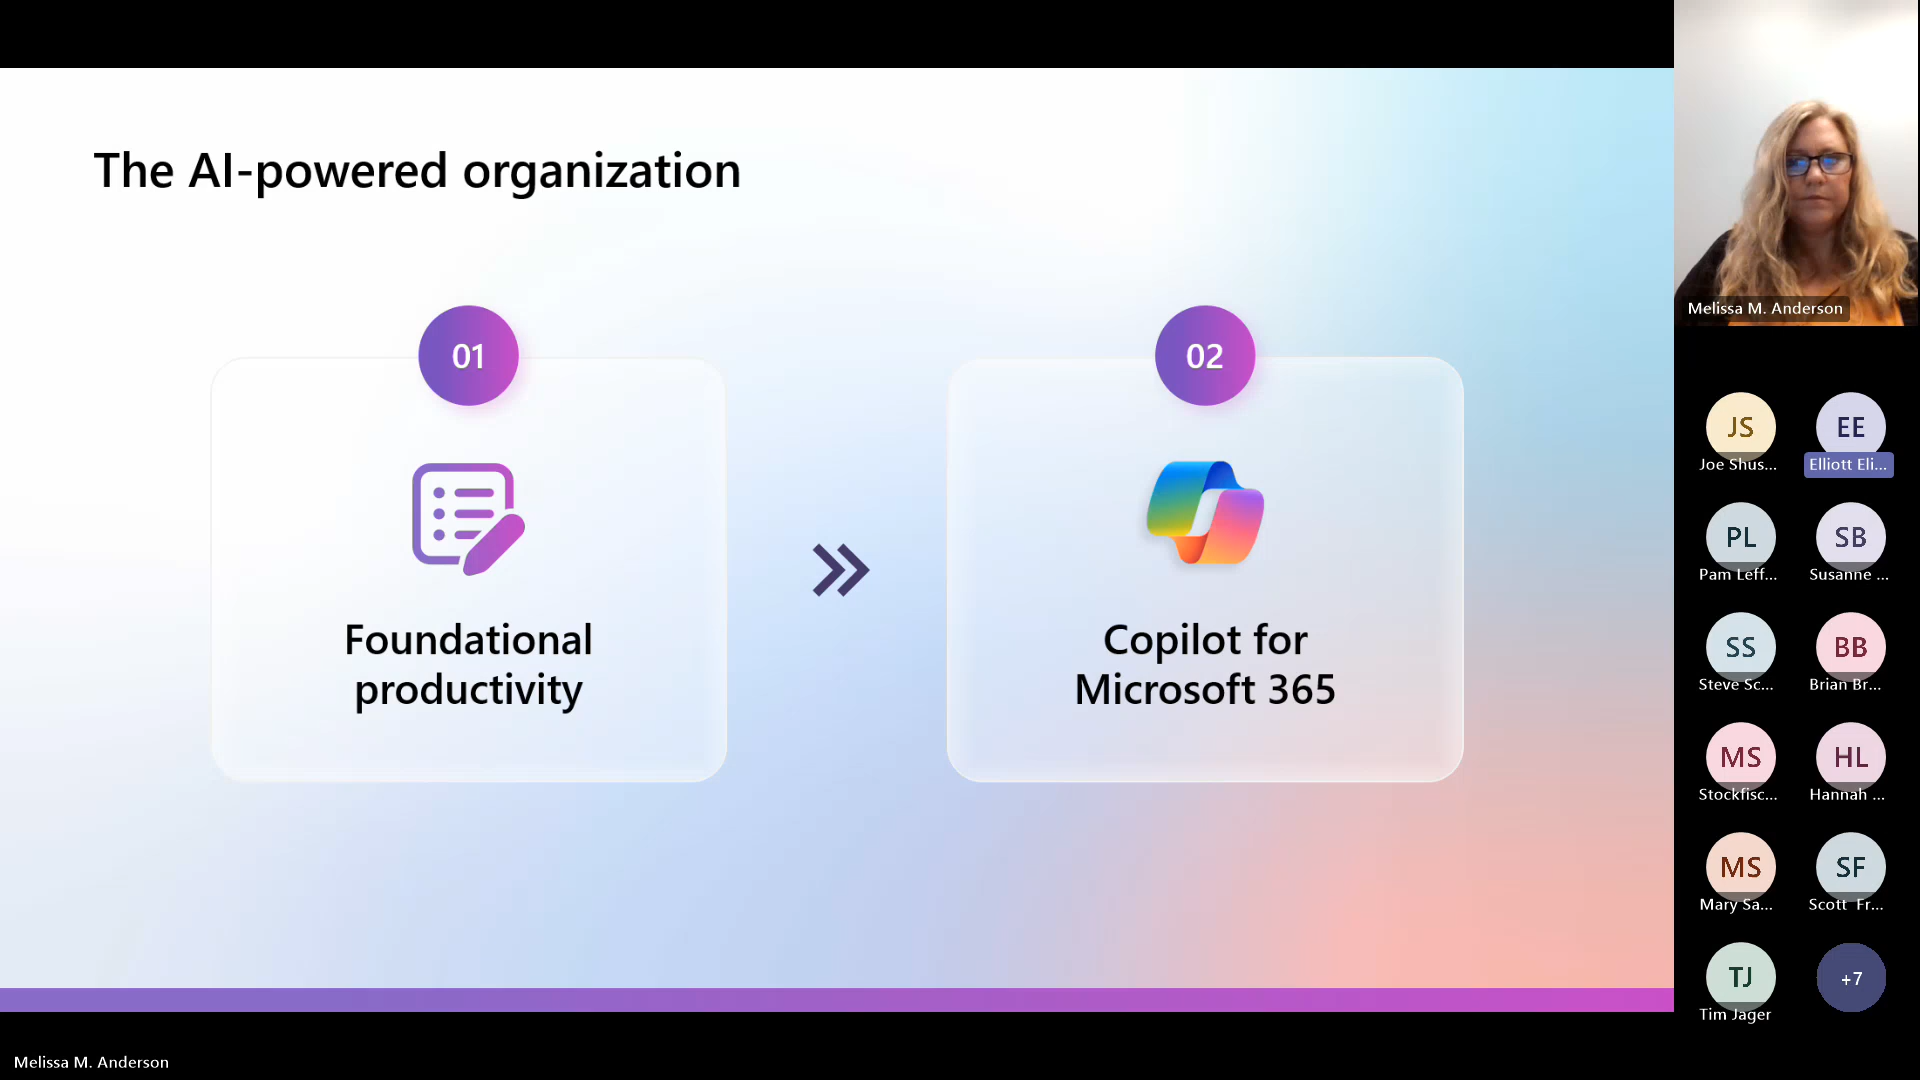 The AI-powered organization
01
Foundational
productivity
02
Copilot for
Microsoft 365
Melissa M. Anderson
JS
Joe Shus...
EE
Elliott Eli...
PL
Pam Leff...
SB
Susanne ...
SS
Steve Sc...
BB
Brian Br...
MS
Stockfisc...
HL
Hannah ...
MS
Mary Sa...
SF
Scott Fr...
TJ
Tim Jager
+7
Melissa M. Anderson